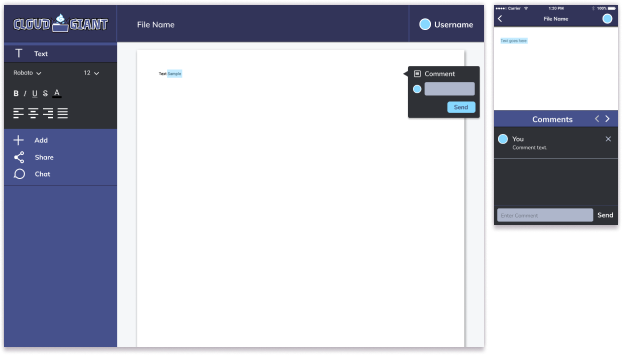 CLOUD GIANT
File Name
Username
Text
Roboto
12
B I U S A
Add
Share
Chat
Text Sample
Comment
Send
Carrier
1:20 PM
100%
File Name
Text goes here
Comments
You
Comment text.
Enter Comment
Send